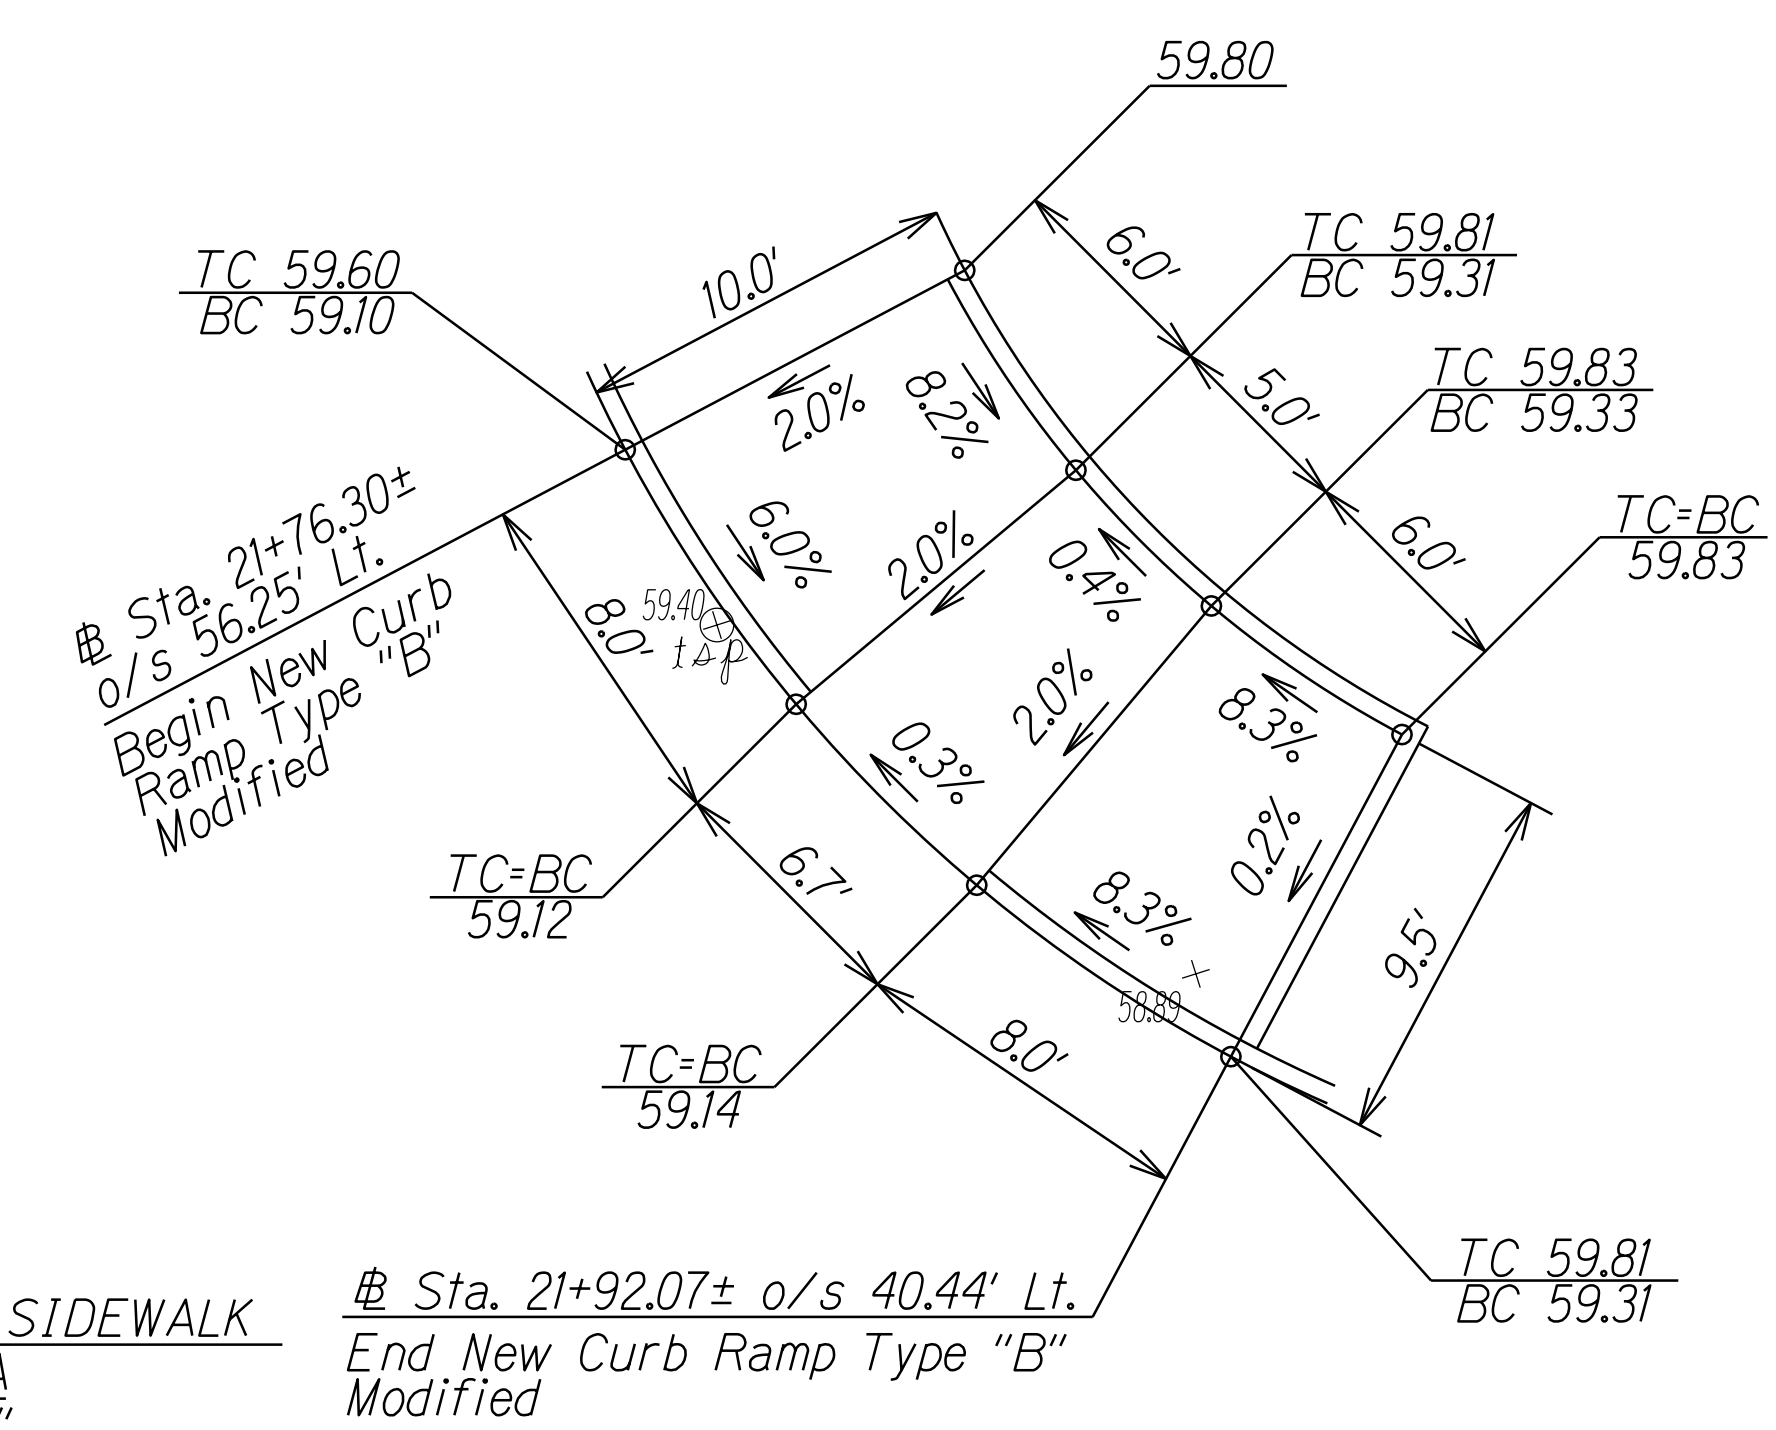 59.80
TC 59.81
BC 59.31
TC 59.60
BC 59.10
10.0'
6.0'
TC 59.83
BC 59.33
5.0'
2.0%
8.2%
TC=BC
59.83
6.0'
℄ Sta. 21+76.30±
o/s 56.25' Lt.
Begin New Curb
Ramp Type "B"
Modified
6.0%
2.0%
0.4%
59.40
tsp
8.0'
2.0%
8.3%
0.3%
0.2%
8.3%
9.5'
TC=BC
59.12
6.7'
58.89
TC=BC
59.14
8.0'
TC 59.81
BC 59.31
℄ Sta. 21+92.07± o/s 40.44' Lt.
End New Curb Ramp Type "B"
Modified
SIDEWALK